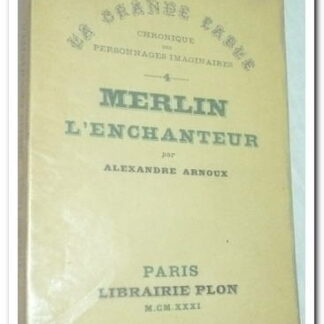 LA GRANDE FABLE
CHRONIQUE
DES
PERSONNAGES IMAGINAIRES
— 4 —
MERLIN
L'ENCHANTEUR
par
ALEXANDRE ARNOUX
PARIS
LIBRAIRIE PLON
M.CM.XXXI